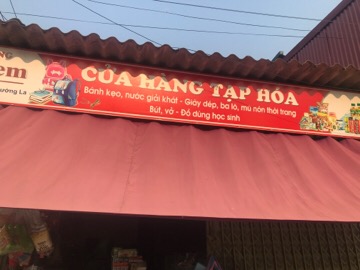 CỬA HÀNG TẠP HÓA
Bánh kẹo, nước giải khát - Giày dép, ba lô, mũ nón thời trang
Bút, vở - Đồ dùng học sinh
em